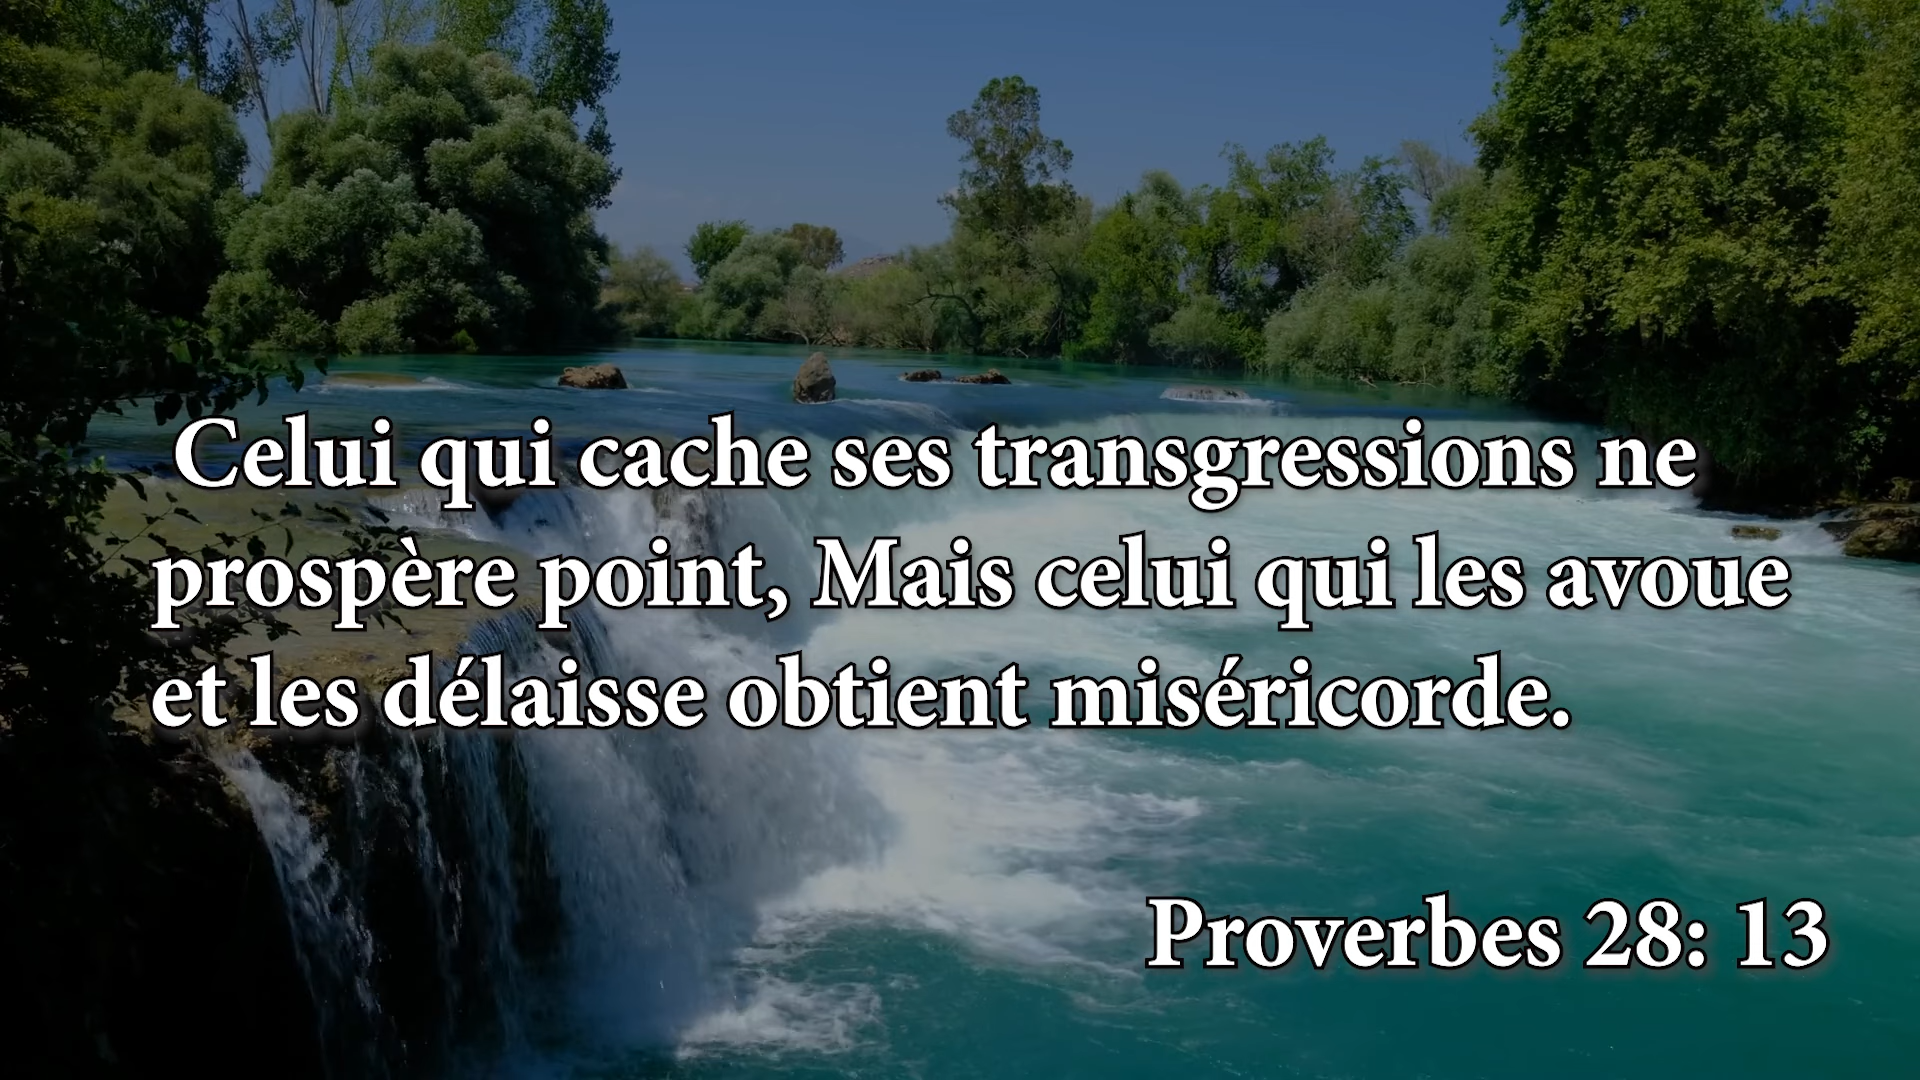 Celui qui cache ses transgressions ne
prospère point, Mais celui qui les avoue
et les délaisse obtient miséricorde.
Proverbes 28: 13